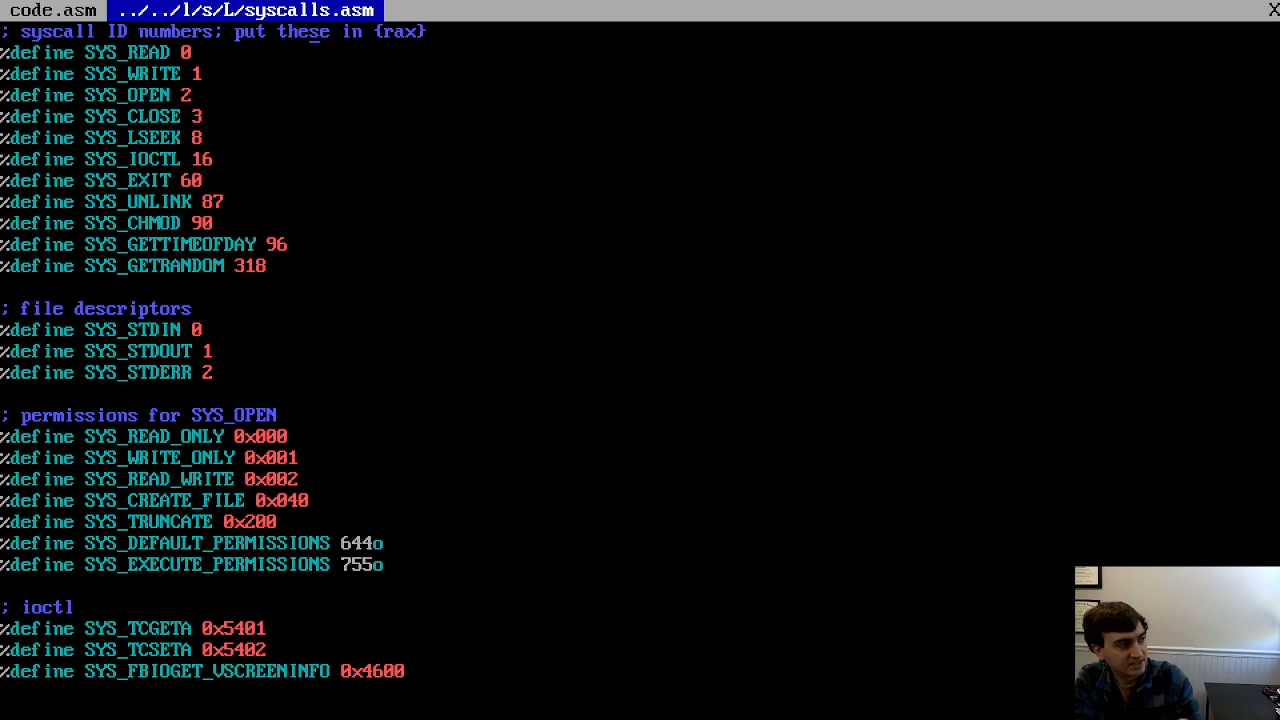 code.asm ../../l/s/L/syscalls.asm X
; syscall ID numbers; put these in {rax}
%define SYS_READ 0
%define SYS_WRITE 1
%define SYS_OPEN 2
%define SYS_CLOSE 3
%define SYS_LSEEK 8
%define SYS_IOCTL 16
%define SYS_EXIT 60
%define SYS_UNLINK 87
%define SYS_CHMOD 90
%define SYS_GETTIMEOFDAY 96
%define SYS_GETRANDOM 318
; file descriptors
%define SYS_STDIN 0
%define SYS_STDOUT 1
%define SYS_STDERR 2
; permissions for SYS_OPEN
%define SYS_READ_ONLY 0x000
%define SYS_WRITE_ONLY 0x001
%define SYS_READ_WRITE 0x002
%define SYS_CREATE_FILE 0x040
%define SYS_TRUNCATE 0x200
%define SYS_DEFAULT_PERMISSIONS 644o
%define SYS_EXECUTE_PERMISSIONS 755o
; ioctl
%define SYS_TCGETA 0x5401
%define SYS_TCSETA 0x5402
%define SYS_FBIOGET_VSCREENINFO 0x4600